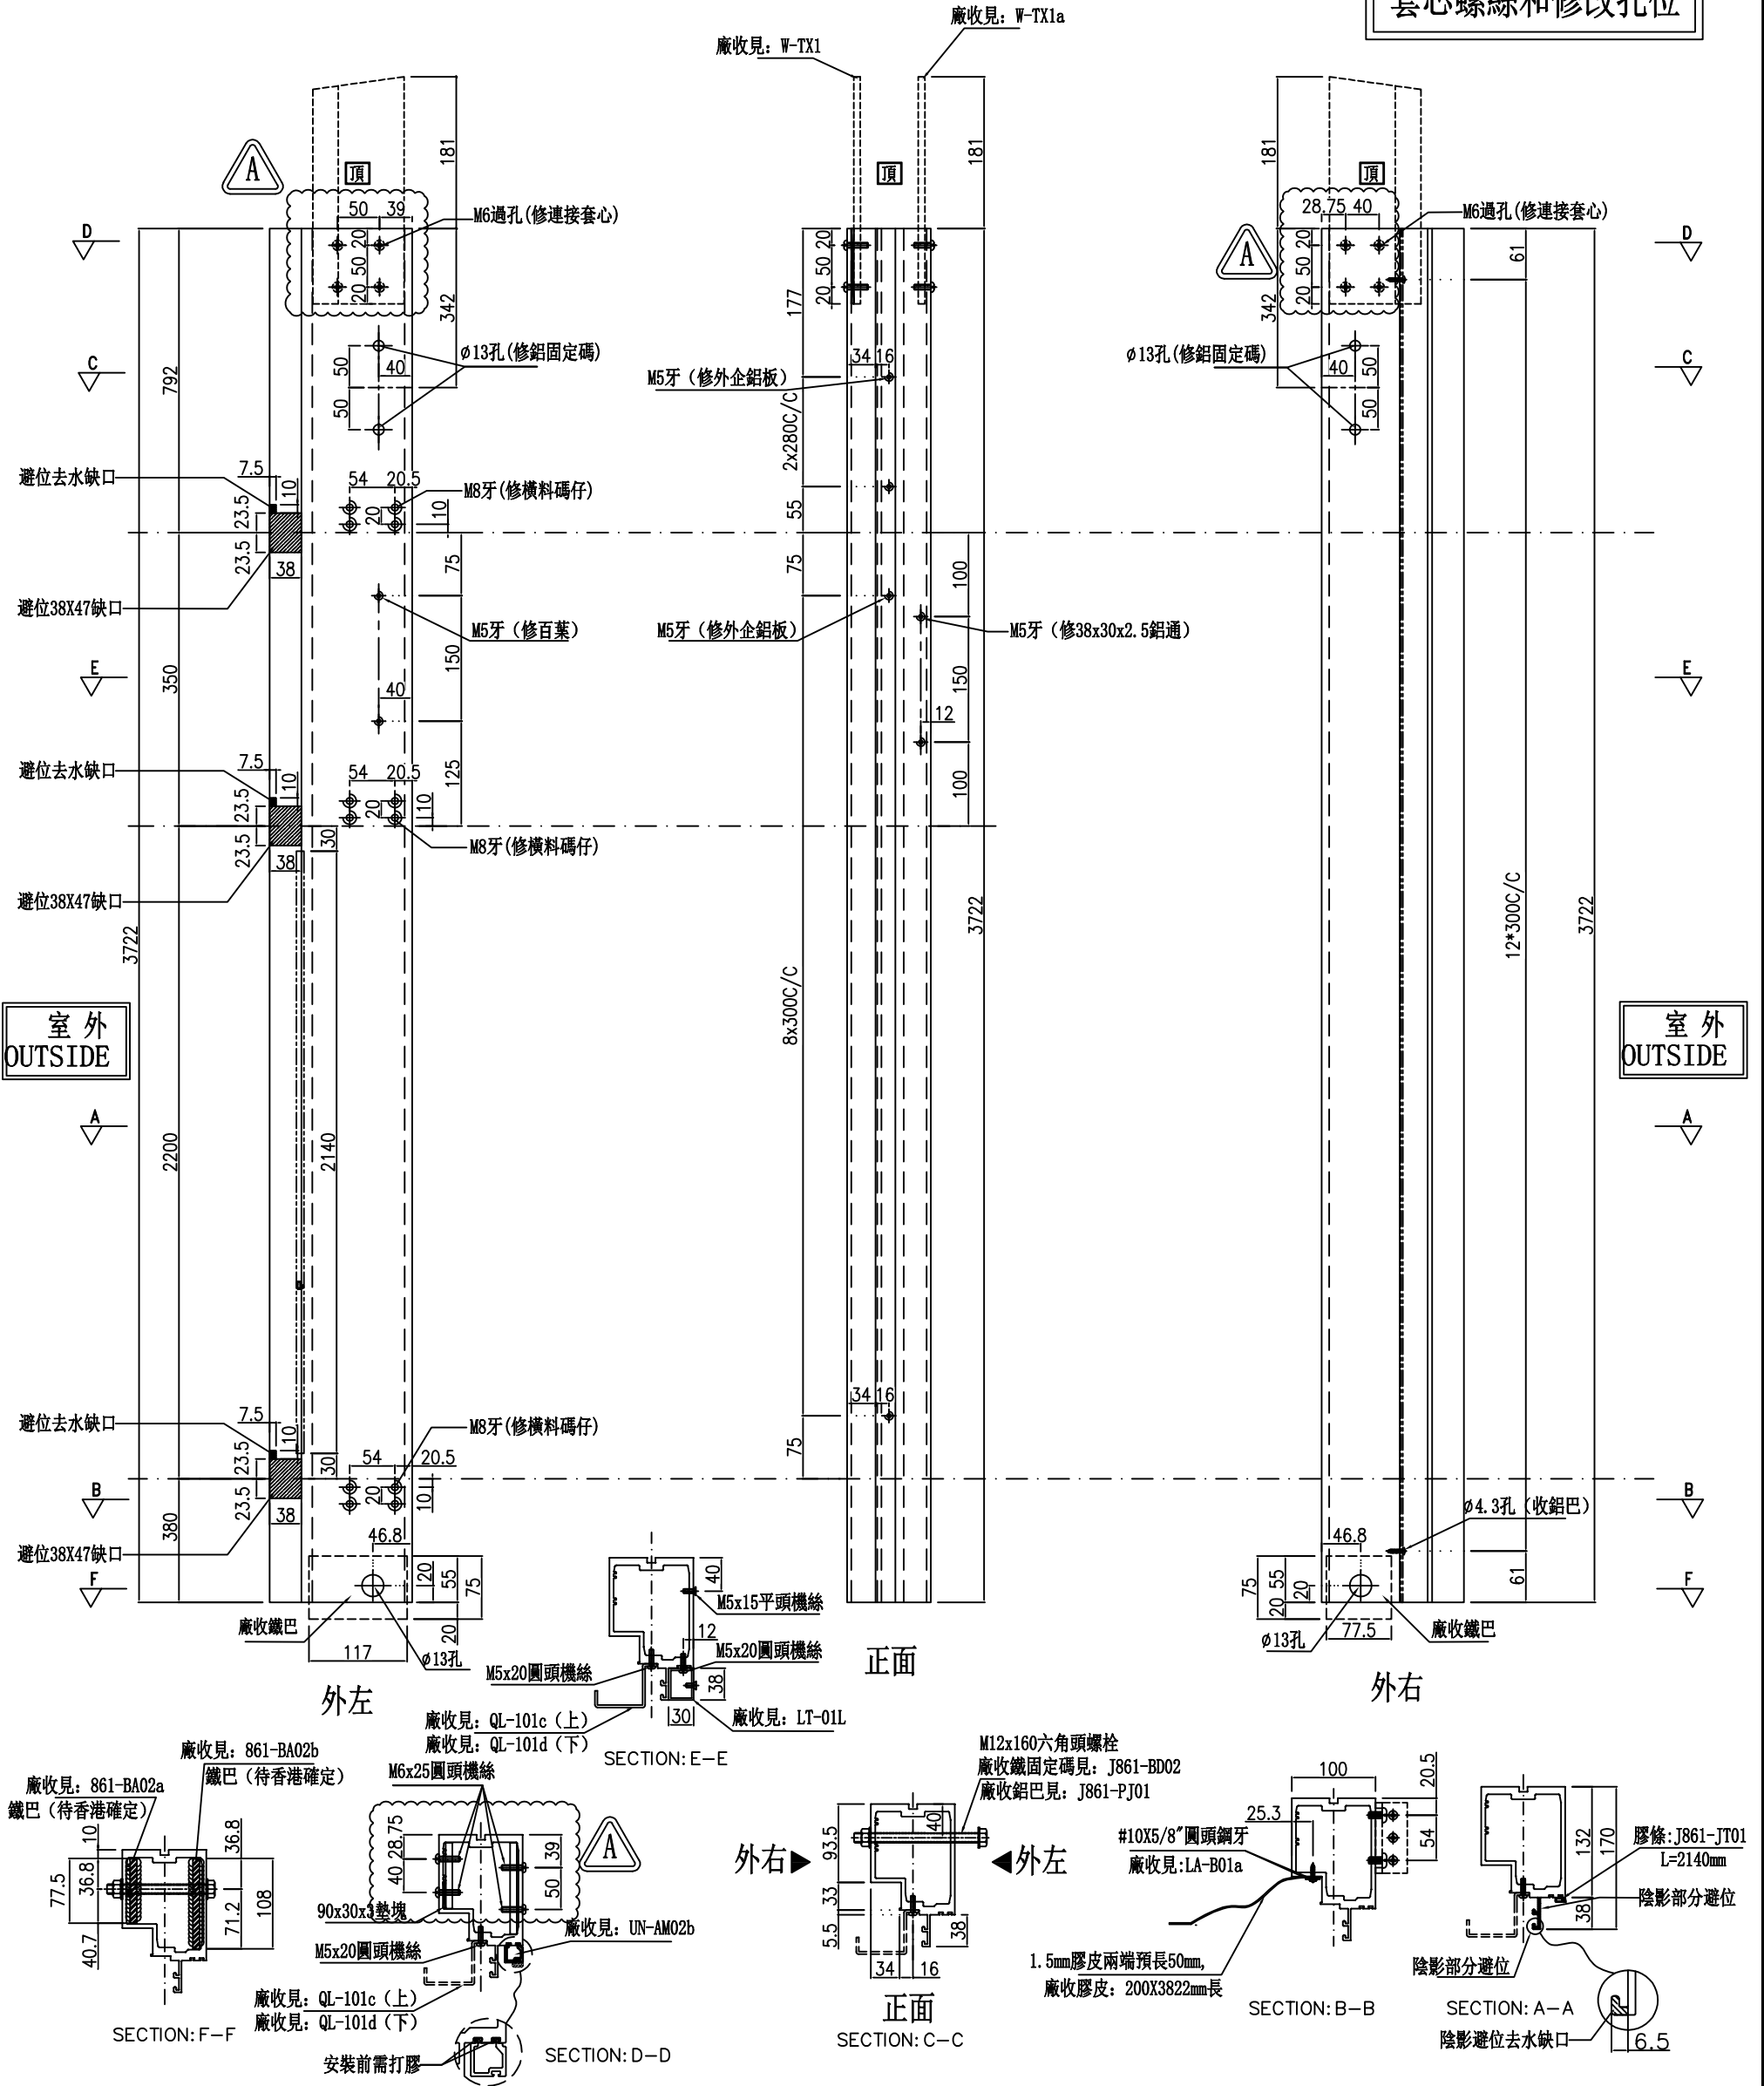 套心螺絲和修改孔位
廠收見: W-TX1a
廠收見: W-TX1
A
頂
頂
頂
181
181
181
50 39
M6過孔(修連接套心)
28.75 40
M6過孔(修連接套心)
A
D
D
20
50
20
342
20
50
20
177
20
50
20
342
61
792
C
C
50
50
40
φ13孔(修鋁固定碼)
34 16
M5牙（修外企鋁板）
2x280C/C
φ13孔(修鋁固定碼)
40
50
50
避位去水缺口
7.5
10
23.5
23.5
38
避位38X47缺口
54 20.5
20
10
M8牙(修橫料碼仔)
75
55
75
100
M5牙（修百葉）
M5牙（修外企鋁板）
M5牙（修38x30x2.5鋁通）
E
E
350
150
40
150
12
125
100
避位去水缺口
7.5
10
23.5
23.5
38
避位38X47缺口
54 20.5
20
10
M8牙(修橫料碼仔)
30
3722
3722
12*300C/C
3722
8x300C/C
室外
OUTSIDE
室外
OUTSIDE
A
A
2200
2140
34 16
75
避位去水缺口
7.5
10
23.5
23.5
38
避位38X47缺口
30
54
20.5
20
10
M8牙(修橫料碼仔)
B
B
380
F
F
φ4.3孔（收鋁巴）
46.8
20
55
75
20
廠收鐵巴
117
φ13孔
外左
46.8
75
55
20
20
61
φ13孔
77.5
廠收鐵巴
外右
正面
40
M5x15平頭機絲
12
M5x20圓頭機絲
M5x20圓頭機絲
38
30
廠收見: LT-01L
廠收見: QL-101c（上）
廠收見: QL-101d（下）
SECTION: E-E
廠收見: 861-BA02b
鐵巴（待香港確定）
廠收見: 861-BA02a
鐵巴（待香港確定）
10
36.8
77.5
36.8
108
71.2
40.7
SECTION: F-F
M6x25圓頭機絲
A
28.75
40
39
50
90x30x3墊塊
M5x20圓頭機絲
廠收見: UN-AM02b
廠收見: QL-101c（上）
廠收見: QL-101d（下）
安裝前需打膠
SECTION: D-D
M12x160六角頭螺栓
廠收鐵固定碼見: J861-BD02
廠收鋁巴見: J861-PJ01
93.5
40
外右
外左
33
5.5
38
34 16
正面
SECTION: C-C
100
20.5
25.3
54
#10X5/8″圓頭鋼牙
廠收見:LA-B01a
1.5mm膠皮兩端預長50mm,
廠收膠皮: 200X3822mm長
SECTION: B-B
132
170
38
膠條: J861-JT01
L=2140mm
陰影部分避位
陰影部分避位
SECTION: A-A
陰影避位去水缺口
6.5